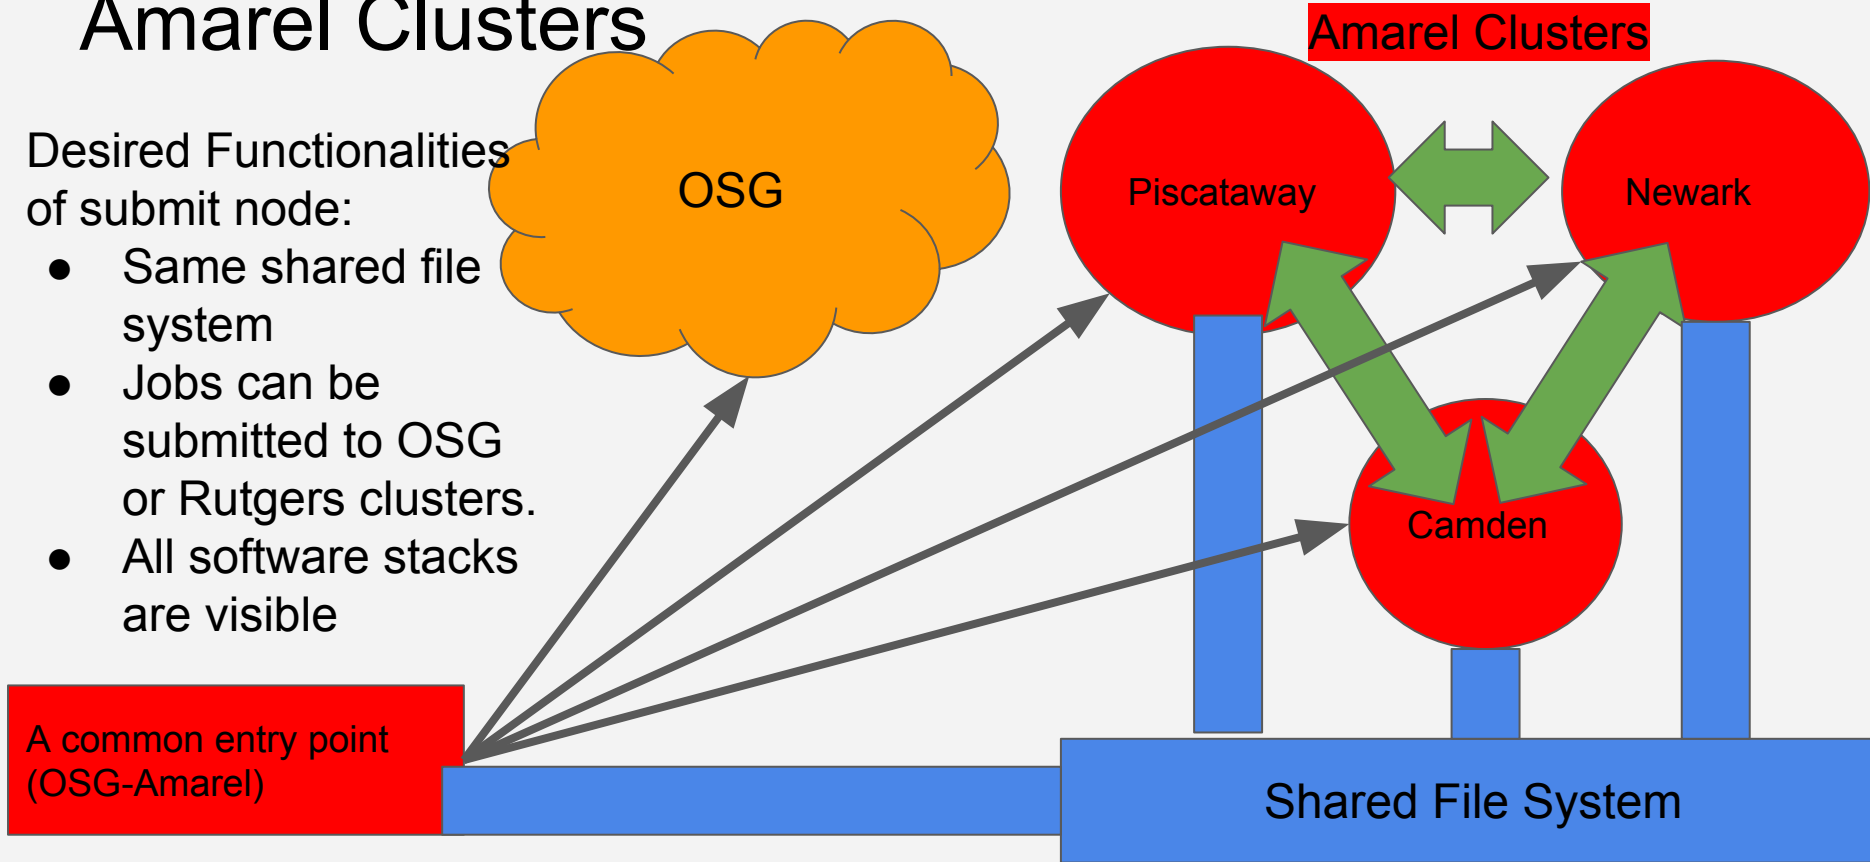 Amarel Clusters
Desired Functionalities
of submit node:
● Same shared file
system
● Jobs can be
submitted to OSG
or Rutgers clusters.
● All software stacks
are visible
OSG
Amarel Clusters
Piscataway
Newark
Camden
A common entry point
(OSG-Amarel)
Shared File System